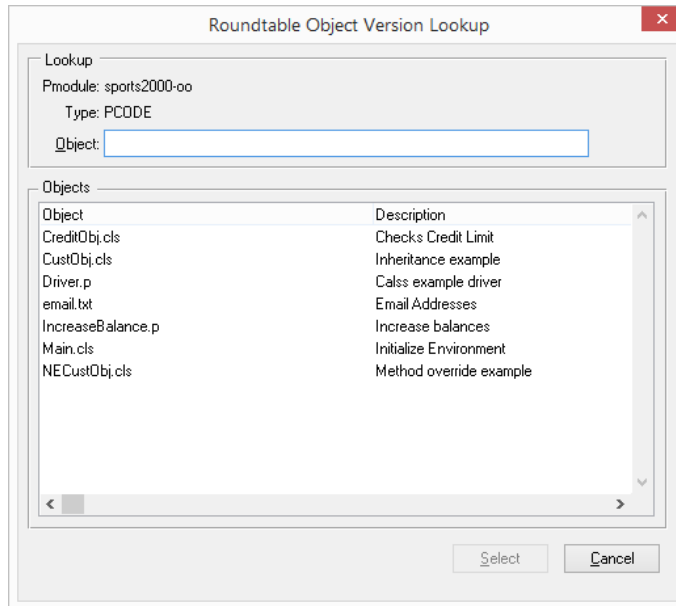 Roundtable Object Version Lookup
Lookup
Pmodule: sports2000-oo
Type: PCODE
Object:
Objects
Object Description
CreditObj.cls Checks Credit Limit
CustObj.cls Inheritance example
Driver.p Calss example driver
email.txt Email Addresses
IncreaseBalance.p Increase balances
Main.cls Initialize Environment
NECustObj.cls Method override example
Select Cancel